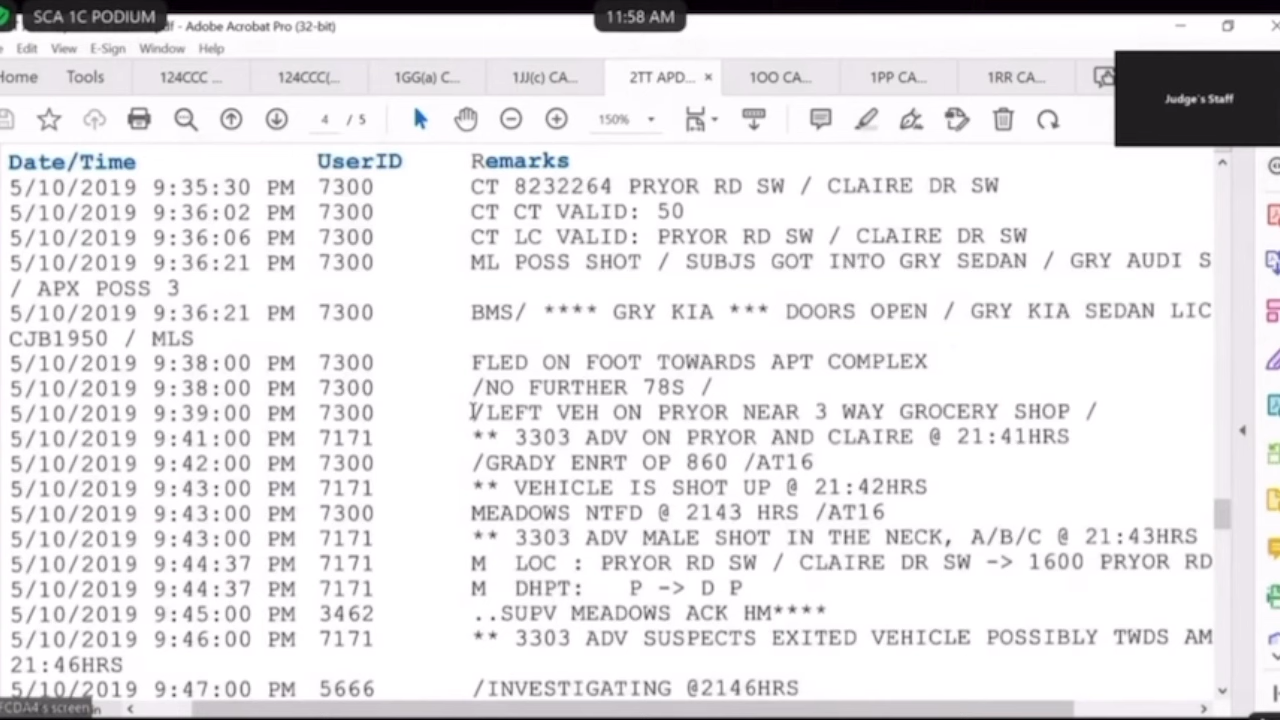 SCA 1C PODIUM
11:58 AM
df - Adobe Acrobat Pro (32-bit)
Edit View E-Sign Window Help
Home Tools 124CCC ... 124CCC(... 1GG(a) C... 1JJ(c) CA... 2TT APD... × 1OO CA... 1PP CA... 1RR CA...
Judge's Staff
4 / 5 150%
Date/Time UserID Remarks
5/10/2019 9:35:30 PM 7300 CT 8232264 PRYOR RD SW / CLAIRE DR SW
5/10/2019 9:36:02 PM 7300 CT CT VALID: 50
5/10/2019 9:36:06 PM 7300 CT LC VALID: PRYOR RD SW / CLAIRE DR SW
5/10/2019 9:36:21 PM 7300 ML POSS SHOT / SUBJS GOT INTO GRY SEDAN / GRY AUDI S
/ APX POSS 3
5/10/2019 9:36:21 PM 7300 BMS/ **** GRY KIA *** DOORS OPEN / GRY KIA SEDAN LIC
CJB1950 / MLS
5/10/2019 9:38:00 PM 7300 FLED ON FOOT TOWARDS APT COMPLEX
5/10/2019 9:38:00 PM 7300 /NO FURTHER 78S /
5/10/2019 9:39:00 PM 7300 /LEFT VEH ON PRYOR NEAR 3 WAY GROCERY SHOP /
5/10/2019 9:41:00 PM 7171 ** 3303 ADV ON PRYOR AND CLAIRE @ 21:41HRS
5/10/2019 9:42:00 PM 7300 /GRADY ENRT OP 860 /AT16
5/10/2019 9:43:00 PM 7171 ** VEHICLE IS SHOT UP @ 21:42HRS
5/10/2019 9:43:00 PM 7300 MEADOWS NTFD @ 2143 HRS /AT16
5/10/2019 9:43:00 PM 7171 ** 3303 ADV MALE SHOT IN THE NECK, A/B/C @ 21:43HRS
5/10/2019 9:44:37 PM 7171 M LOC : PRYOR RD SW / CLAIRE DR SW -> 1600 PRYOR RD
5/10/2019 9:44:37 PM 7171 M DHPT: P -> D P
5/10/2019 9:45:00 PM 3462 ..SUPV MEADOWS ACK HM****
5/10/2019 9:46:00 PM 7171 ** 3303 ADV SUSPECTS EXITED VEHICLE POSSIBLY TWDS AM
21:46HRS
5/10/2019 9:47:00 PM 5666 /INVESTIGATING @2146HRS
FCDA4's screen